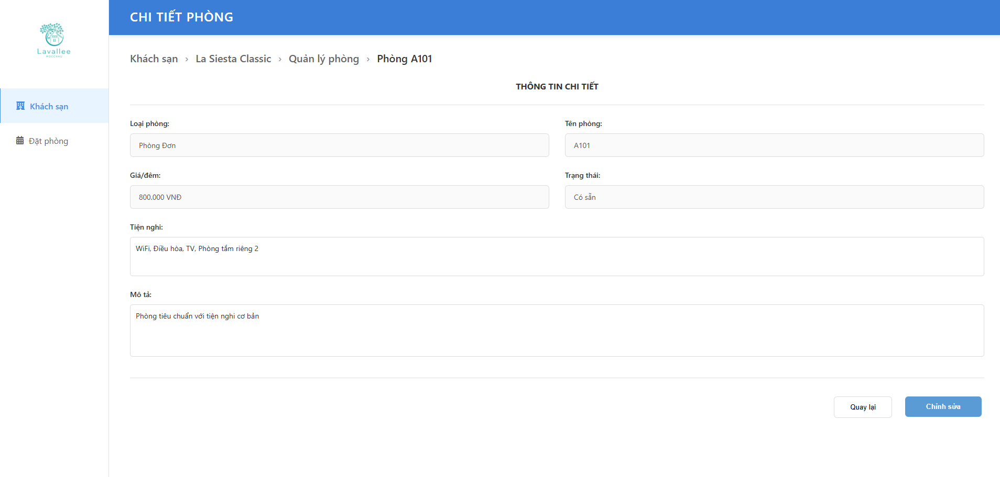 Lavallee
MOCCHAU
Khách sạn
Đặt phòng
CHI TIẾT PHÒNG
Khách sạn › La Siesta Classic › Quản lý phòng › Phòng A101
THÔNG TIN CHI TIẾT
Loại phòng:
Phòng Đơn
Tên phòng:
A101
Giá/đêm:
800.000 VNĐ
Trạng thái:
Có sẵn
Tiện nghi:
WiFi, Điều hòa, TV, Phòng tắm riêng 2
Mô tả:
Phòng tiêu chuẩn với tiện nghi cơ bản
Quay lại
Chỉnh sửa